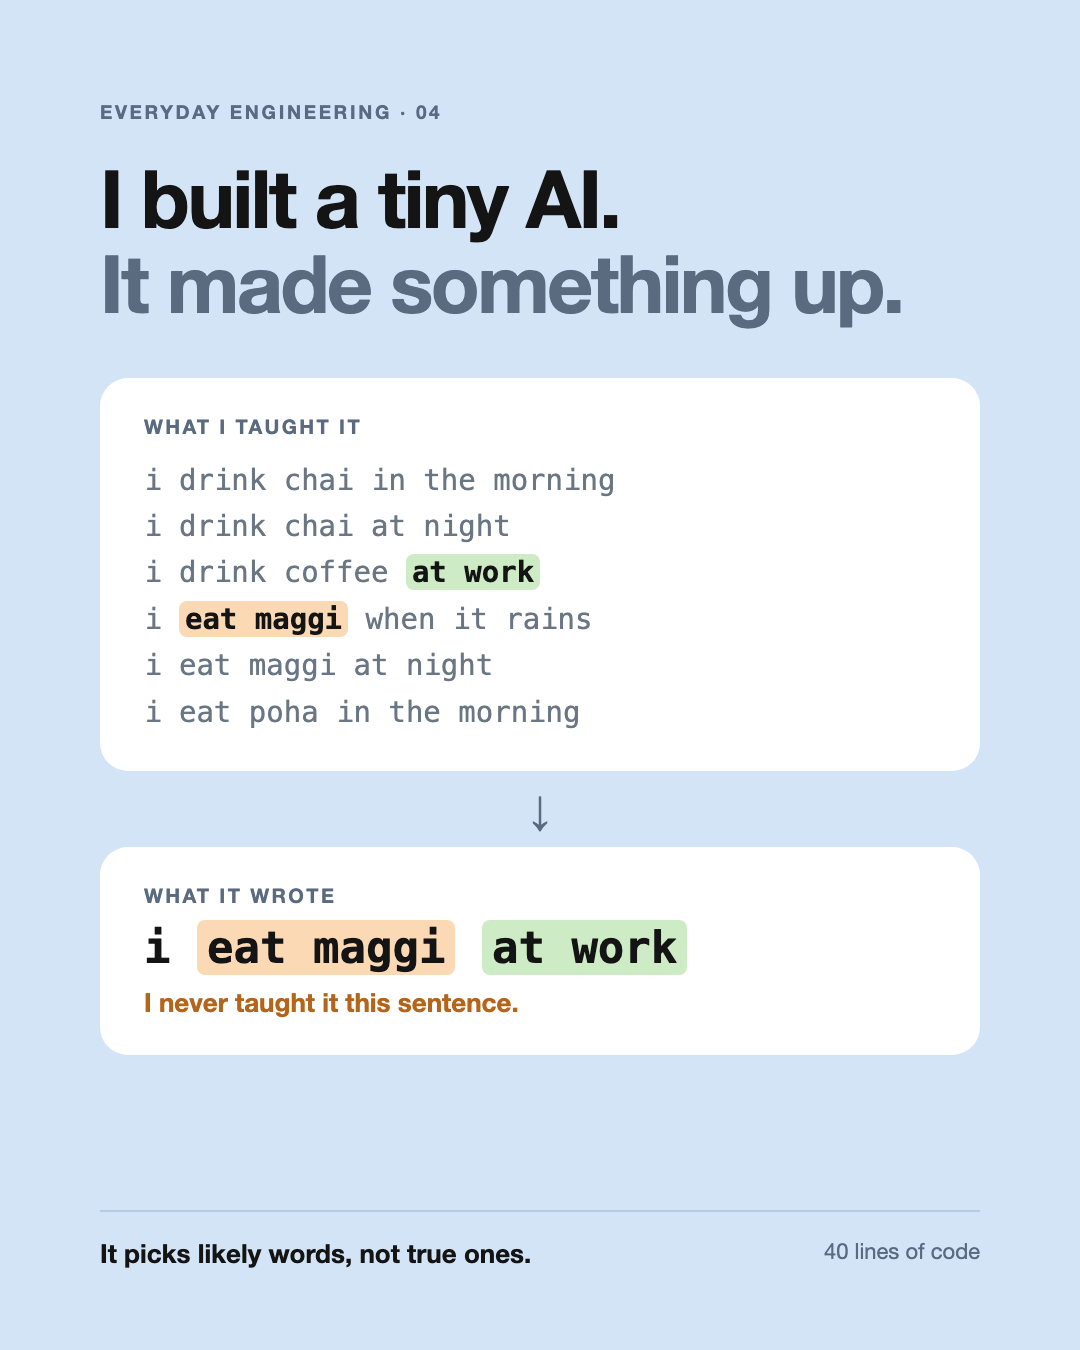 EVERYDAY ENGINEERING · 04
I built a tiny AI.
It made something up.
WHAT I TAUGHT IT
i drink chai in the morning
i drink chai at night
i drink coffee at work
i eat maggi when it rains
i eat maggi at night
i eat poha in the morning
↓
WHAT IT WROTE
i eat maggi at work
I never taught it this sentence.
It picks likely words, not true ones.
40 lines of code